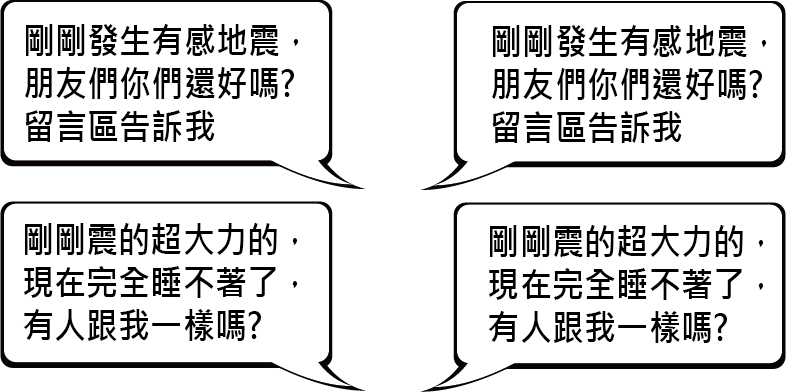 剛剛發生有感地震，
朋友們你們還好嗎?
留言區告訴我
剛剛發生有感地震，
朋友們你們還好嗎?
留言區告訴我
剛剛震的超大力的，
現在完全睡不著了，
有人跟我一樣嗎?
剛剛震的超大力的，
現在完全睡不著了，
有人跟我一樣嗎?